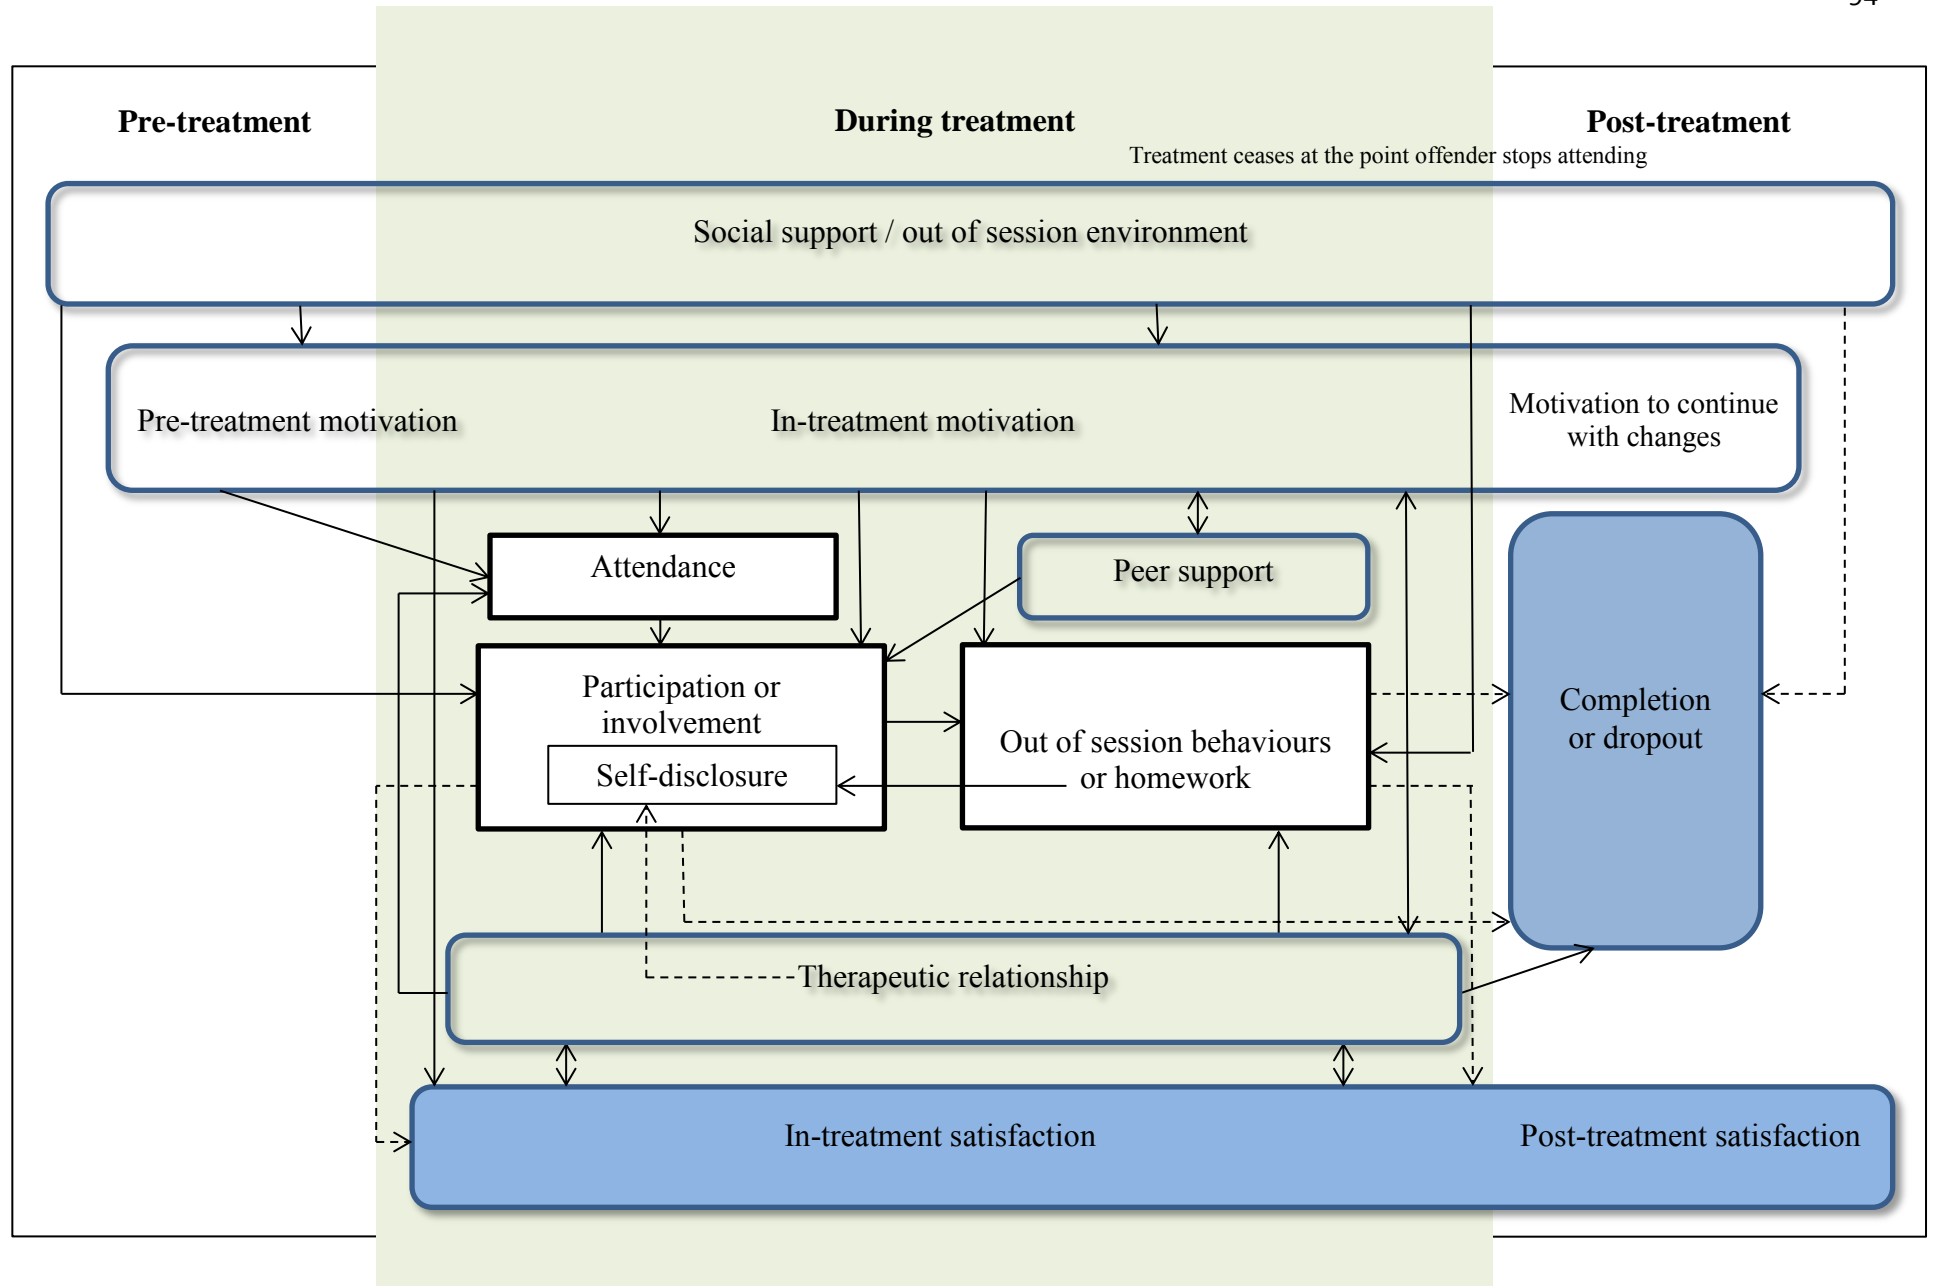 Pre-treatment
During treatment
Post-treatment
Treatment ceases at the point offender stops attending
Social support / out of session environment
Pre-treatment motivation
In-treatment motivation
Motivation to continue
with changes
Attendance
Peer support
Participation or
involvement
Self-disclosure
Out of session behaviours
or homework
Completion
or dropout
Therapeutic relationship
In-treatment satisfaction
Post-treatment satisfaction